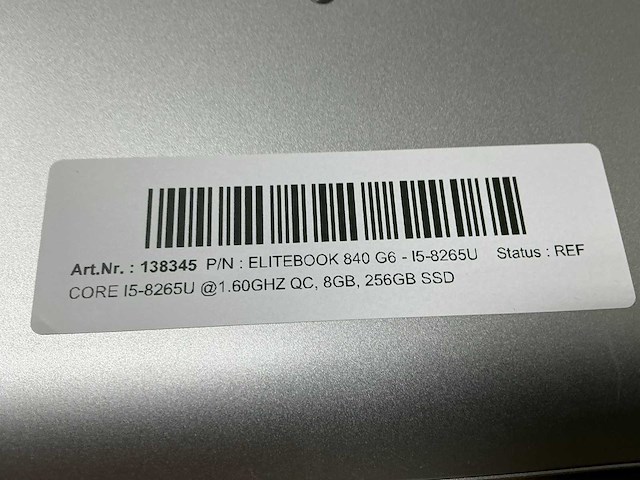 Art.Nr. : 138345 P/N : ELITEBOOK 840 G6 - I5-8265U Status : REF
CORE I5-8265U @1.60GHZ QC, 8GB, 256GB SSD